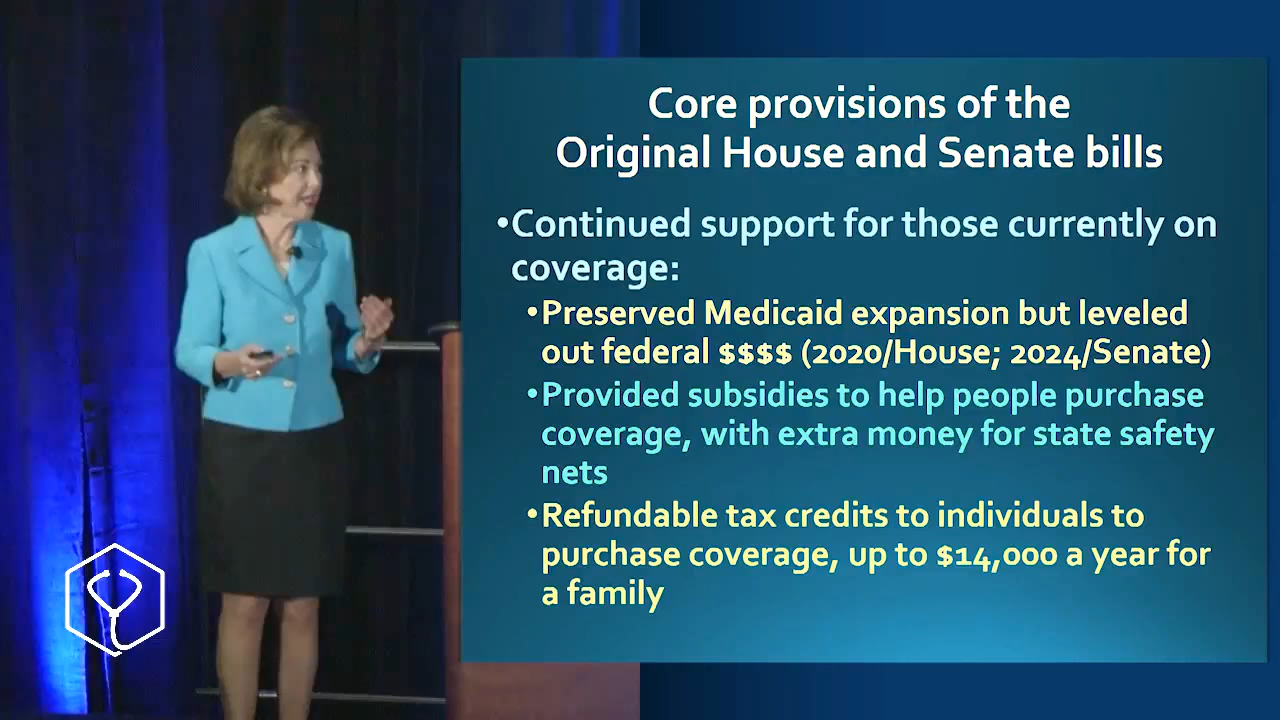 Core provisions of the
Original House and Senate bills
•Continued support for those currently on
coverage:
•Preserved Medicaid expansion but leveled
out federal $$$$ (2020/House; 2024/Senate)
•Provided subsidies to help people purchase
coverage, with extra money for state safety
nets
•Refundable tax credits to individuals to
purchase coverage, up to $14,000 a year for
a family